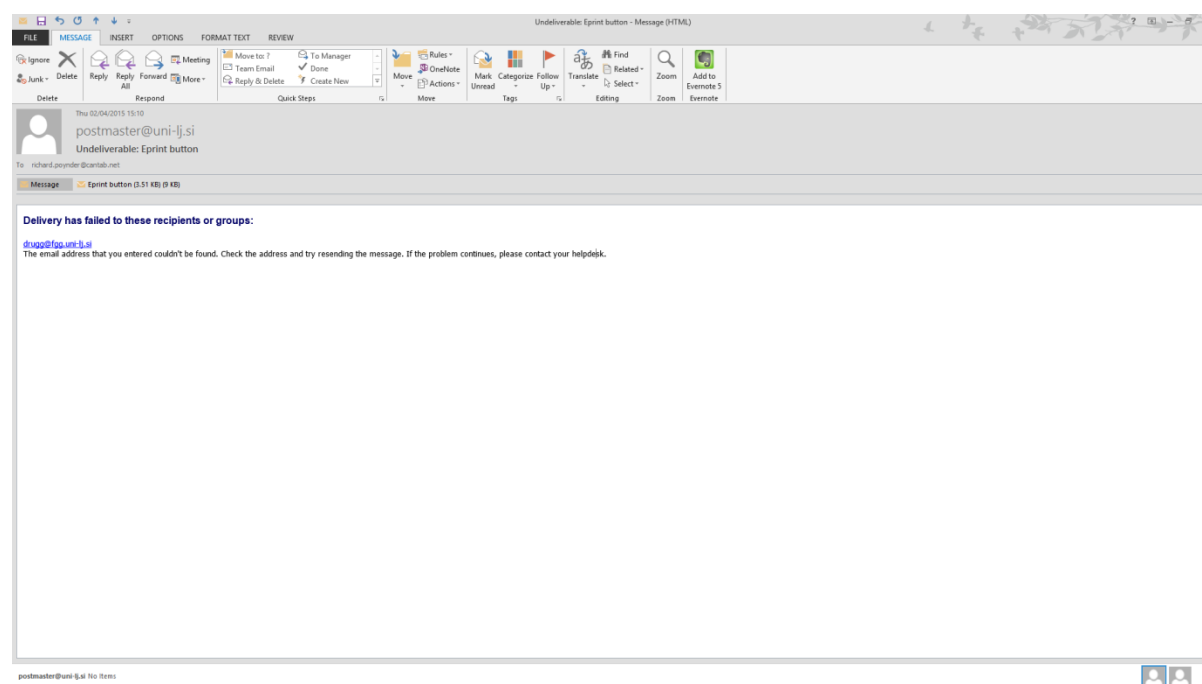 Undeliverable: Eprint button - Message (HTML)
FILE MESSAGE INSERT OPTIONS FORMAT TEXT REVIEW
Ignore
Junk
Delete
Reply
Reply All
Forward
Meeting
More
Move to: ?
Team Email
Reply & Delete
To Manager
Done
Create New
Move
Rules
OneNote
Actions
Mark Unread
Categorize
Follow Up
Translate
Find
Related
Select
Zoom
Add to Evernote 5
Delete Respond Quick Steps Move Tags Editing Zoom Evernote
Thu 02/04/2015 15:10
postmaster@uni-lj.si
Undeliverable: Eprint button
To richard.poynder@cantab.net
Message Eprint button (3.51 KB) (9 KB)
Delivery has failed to these recipients or groups:
drugg@fgg.uni-lj.si
The email address that you entered couldn't be found. Check the address and try resending the message. If the problem continues, please contact your helpdesk.
postmaster@uni-lj.si No Items